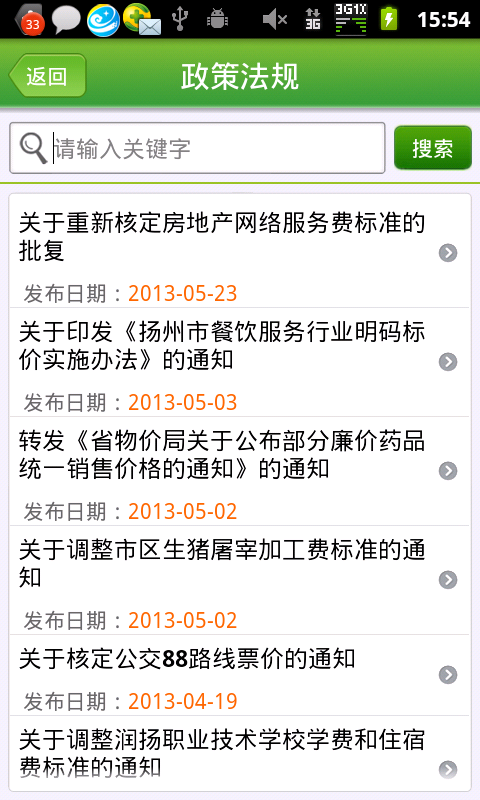 33
3G
3G1X
15:54
返回
政策法规
请输入关键字
搜索
关于重新核定房地产网络服务费标准的
批复
发布日期：2013-05-23
关于印发《扬州市餐饮服务行业明码标
价实施办法》的通知
发布日期：2013-05-03
转发《省物价局关于公布部分廉价药品
统一销售价格的通知》的通知
发布日期：2013-05-02
关于调整市区生猪屠宰加工费标准的通
知
发布日期：2013-05-02
关于核定公交88路线票价的通知
发布日期：2013-04-19
关于调整润扬职业技术学校学费和住宿
费标准的通知